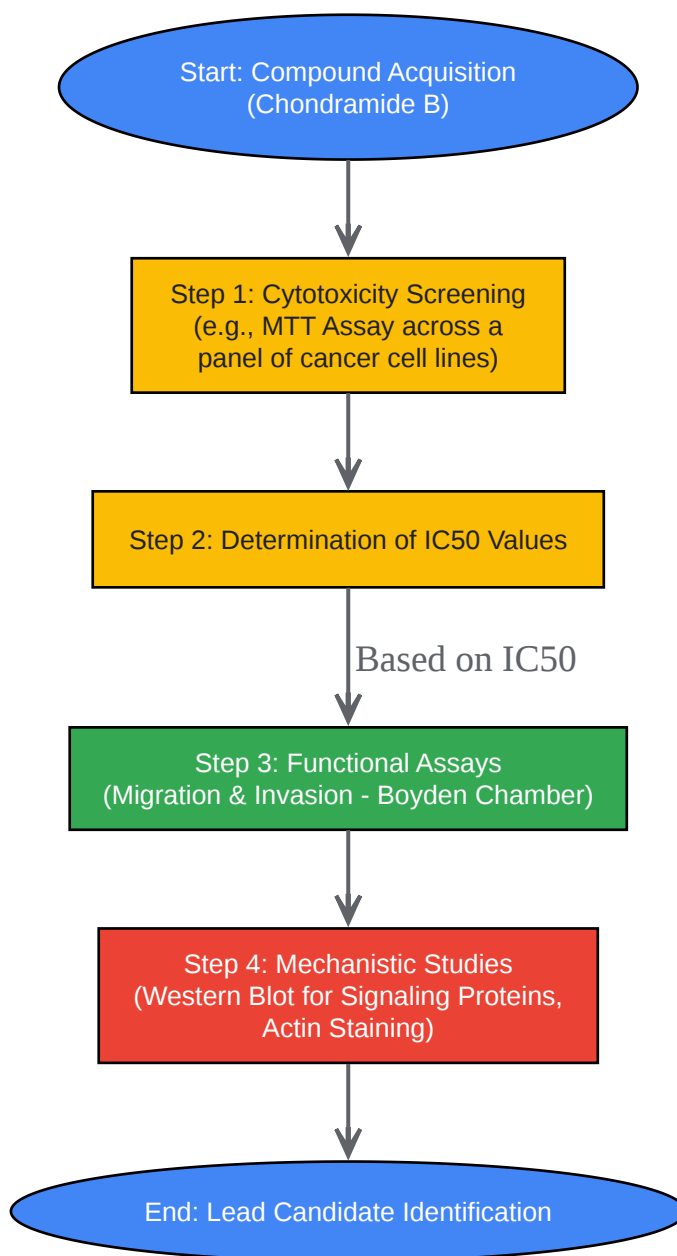 Start: Compound Acquisition
(Chondramide B)
Step 1: Cytotoxicity Screening
(e.g., MTT Assay across a
panel of cancer cell lines)
Step 2: Determination of IC50 Values
Based on IC50
Step 3: Functional Assays
(Migration & Invasion - Boyden Chamber)
Step 4: Mechanistic Studies
(Western Blot for Signaling Proteins,
Actin Staining)
End: Lead Candidate Identification